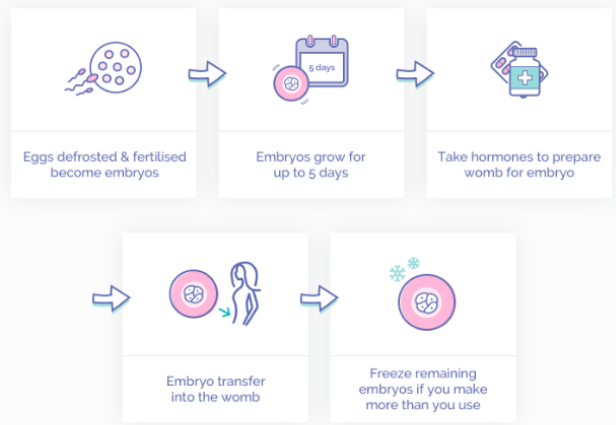 5 days
Eggs defrosted & fertilised
become embryos
Embryos grow for
up to 5 days
Take hormones to prepare
womb for embryo
Embryo transfer
into the womb
Freeze remaining
embryos if you make
more than you use